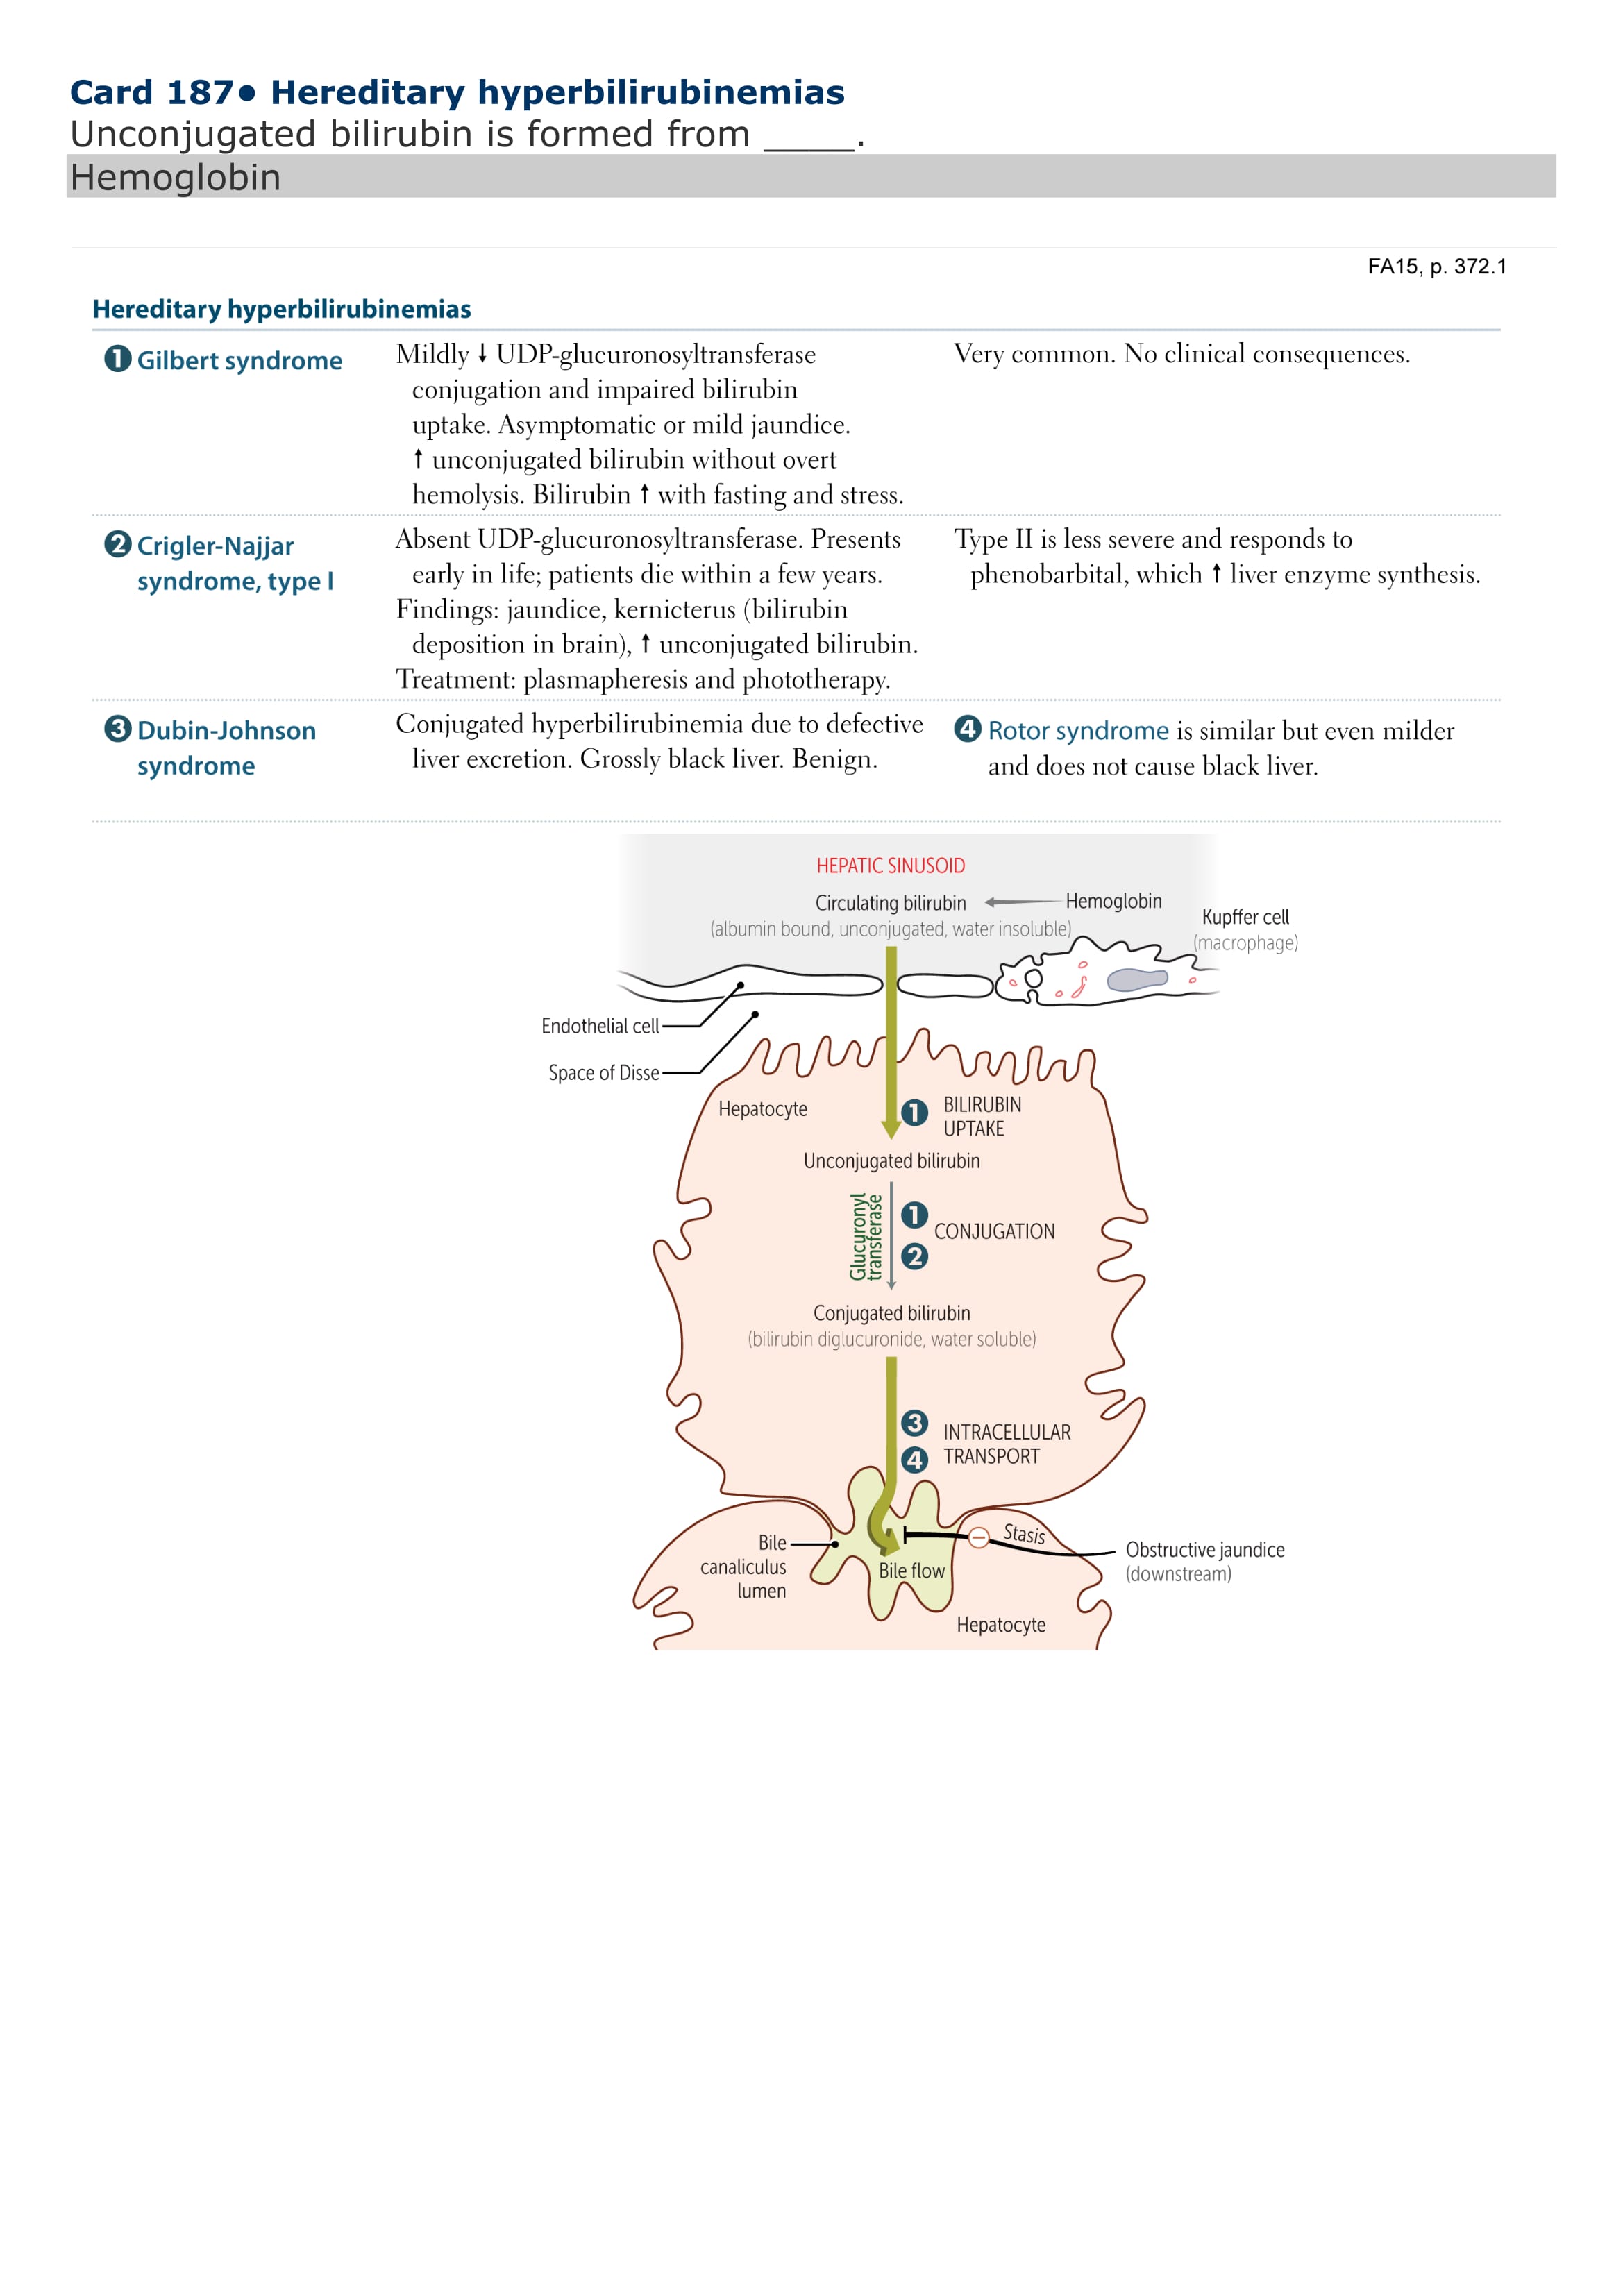 Card 187• Hereditary hyperbilirubinemias
Unconjugated bilirubin is formed from _____.
Hemoglobin
FA15, p. 372.1
Hereditary hyperbilirubinemias
1 Gilbert syndrome
Mildly ↓ UDP-glucuronosyltransferase
conjugation and impaired bilirubin
uptake. Asymptomatic or mild jaundice.
↑ unconjugated bilirubin without overt
hemolysis. Bilirubin ↑ with fasting and stress.
Very common. No clinical consequences.
2 Crigler-Najjar
syndrome, type I
Absent UDP-glucuronosyltransferase. Presents
early in life; patients die within a few years.
Findings: jaundice, kernicterus (bilirubin
deposition in brain), ↑ unconjugated bilirubin.
Treatment: plasmapheresis and phototherapy.
Type II is less severe and responds to
phenobarbital, which ↑ liver enzyme synthesis.
3 Dubin-Johnson
syndrome
Conjugated hyperbilirubinemia due to defective
liver excretion. Grossly black liver. Benign.
4 Rotor syndrome is similar but even milder
and does not cause black liver.
HEPATIC SINUSOID
Circulating bilirubin
Hemoglobin
(albumin bound, unconjugated, water insoluble)
Kupffer cell
(macrophage)
Endothelial cell
Space of Disse
Hepatocyte
1 BILIRUBIN
UPTAKE
Unconjugated bilirubin
Glucuronyl
transferase
1
2
CONJUGATION
Conjugated bilirubin
(bilirubin diglucuronide, water soluble)
3
4
INTRACELLULAR
TRANSPORT
Bile
canaliculus
lumen
Bile flow
Stasis
Obstructive jaundice
(downstream)
Hepatocyte